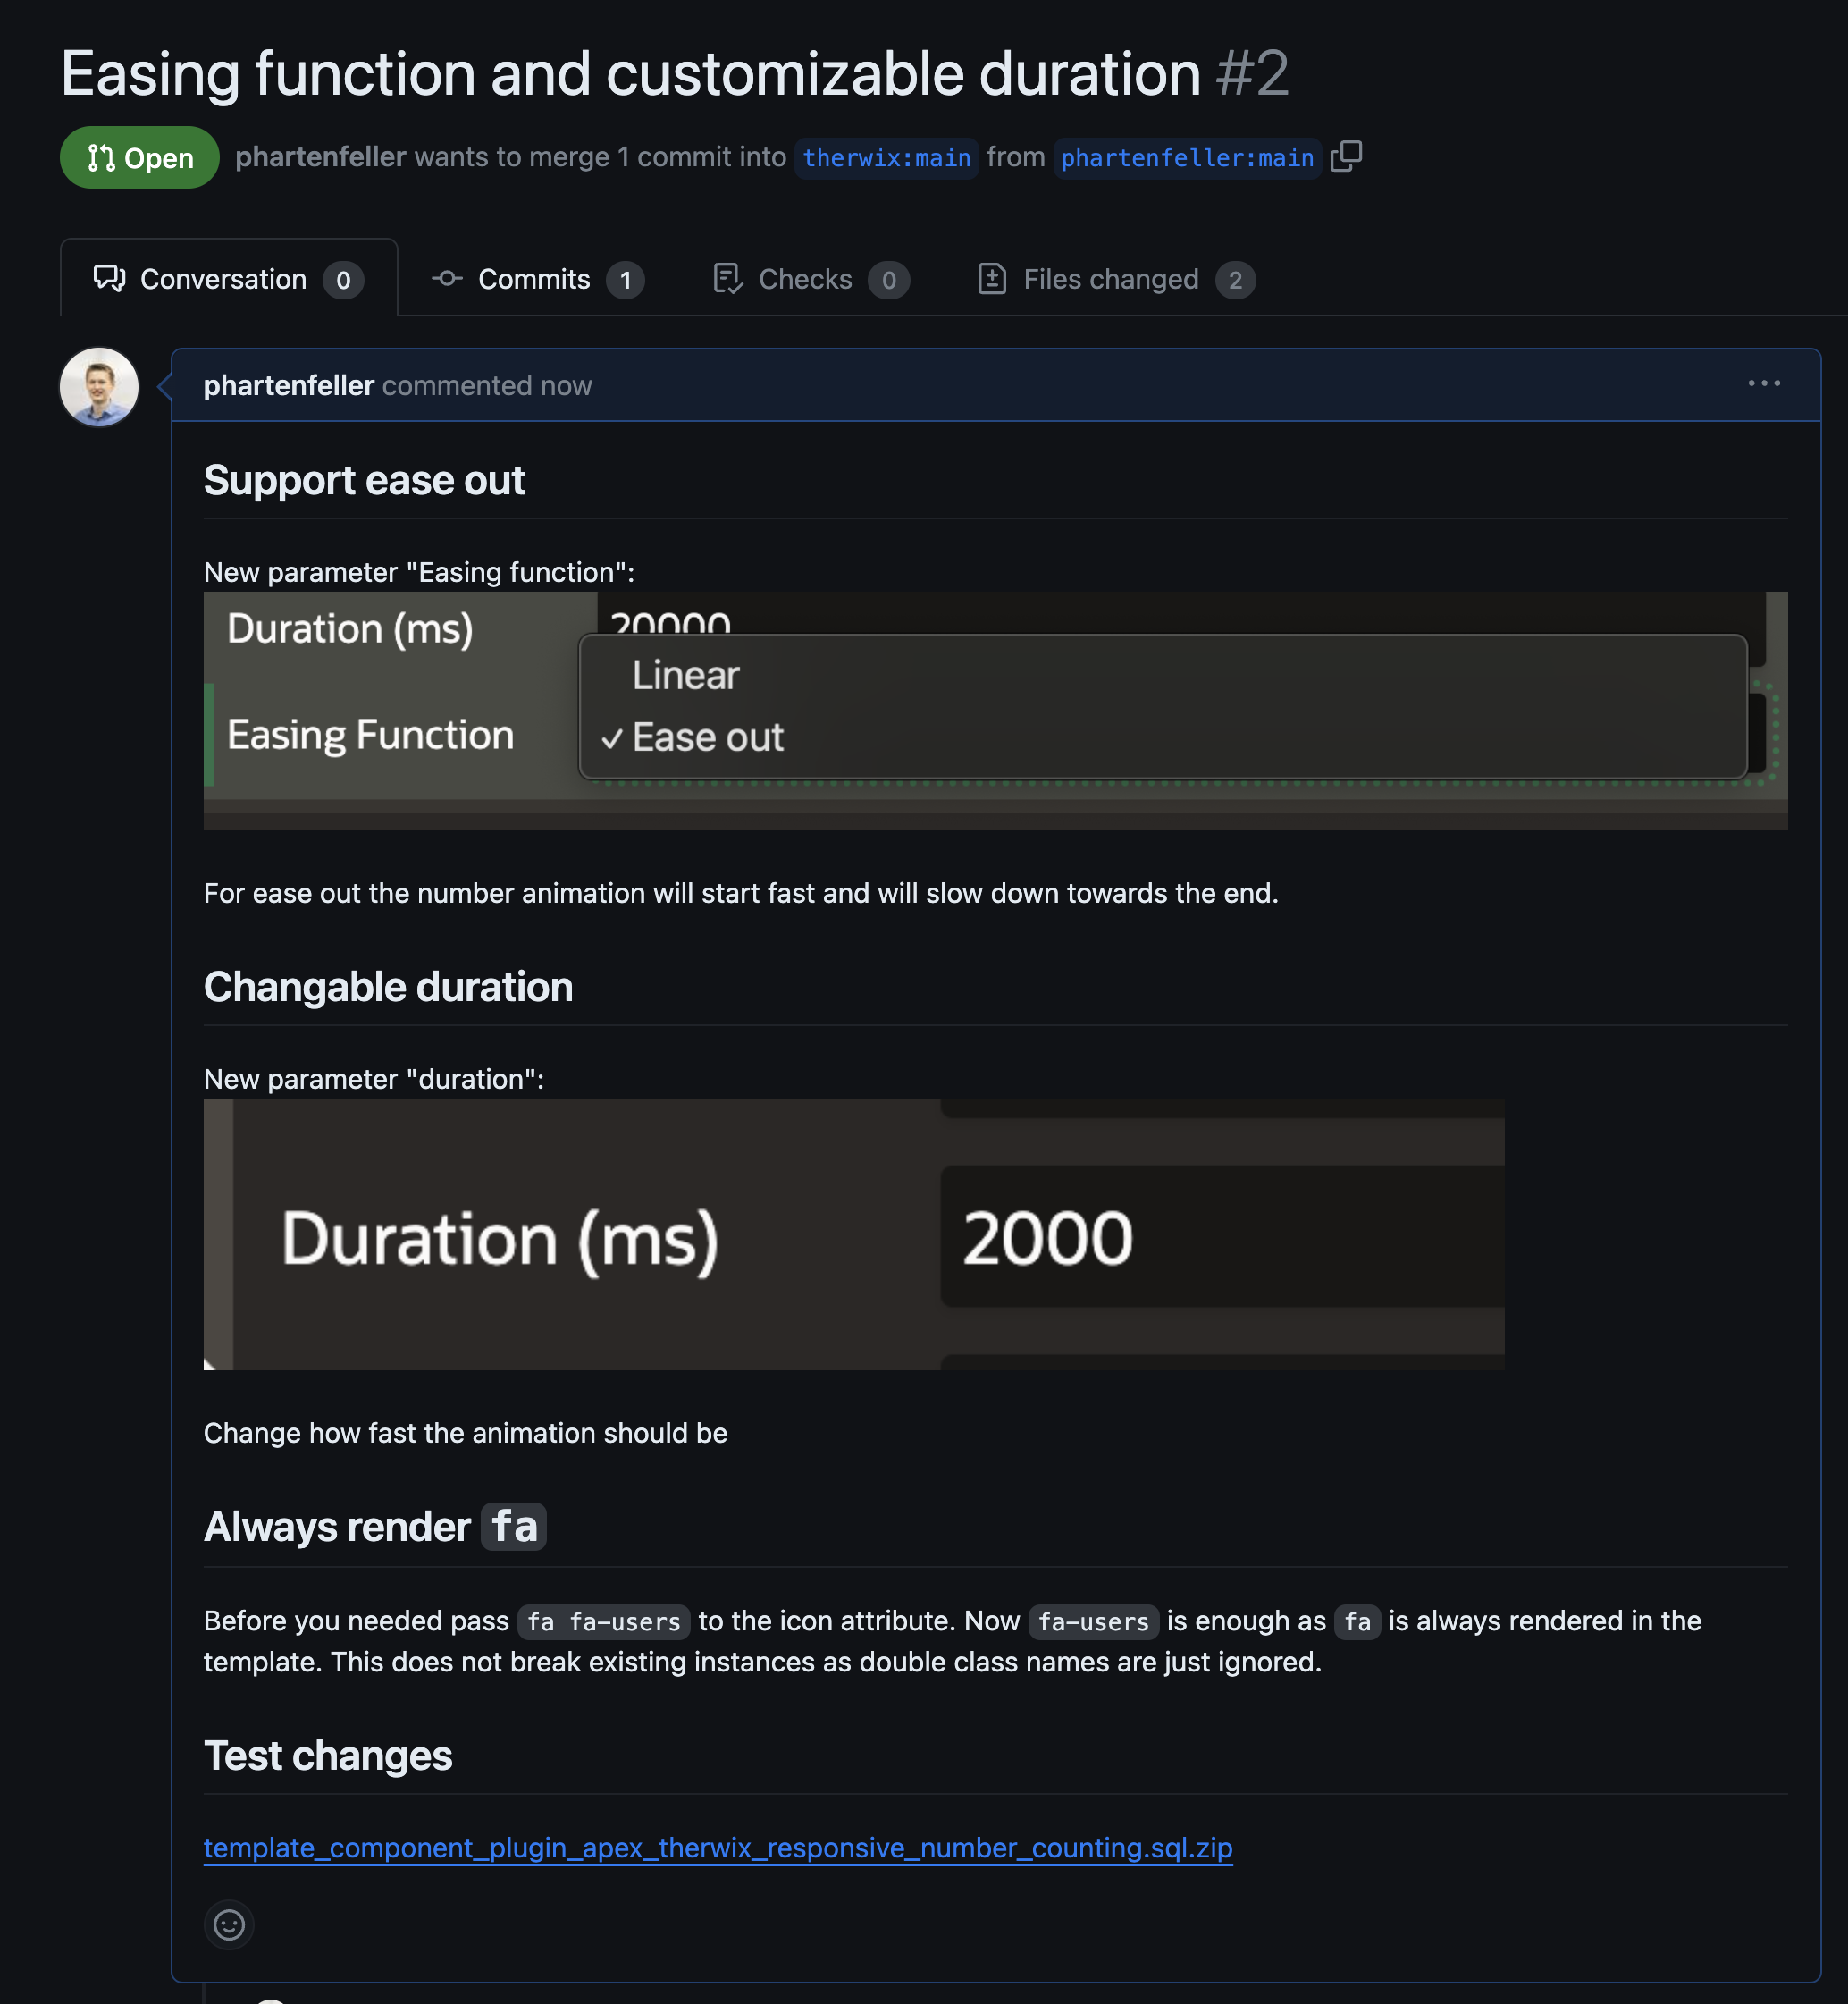 Easing function and customizable duration #2
Open phartenfeller wants to merge 1 commit into therwix:main from phartenfeller:main
Conversation 0 Commits 1 Checks 0 Files changed 2
phartenfeller commented now
Support ease out
New parameter "Easing function":
Duration (ms) 20000
Linear
Easing Function ✓ Ease out
For ease out the number animation will start fast and will slow down towards the end.
Changable duration
New parameter "duration":
Duration (ms) 2000
Change how fast the animation should be
Always render fa
Before you needed pass fa fa-users to the icon attribute. Now fa-users is enough as fa is always rendered in the
template. This does not break existing instances as double class names are just ignored.
Test changes
template_component_plugin_apex_therwix_responsive_number_counting.sql.zip